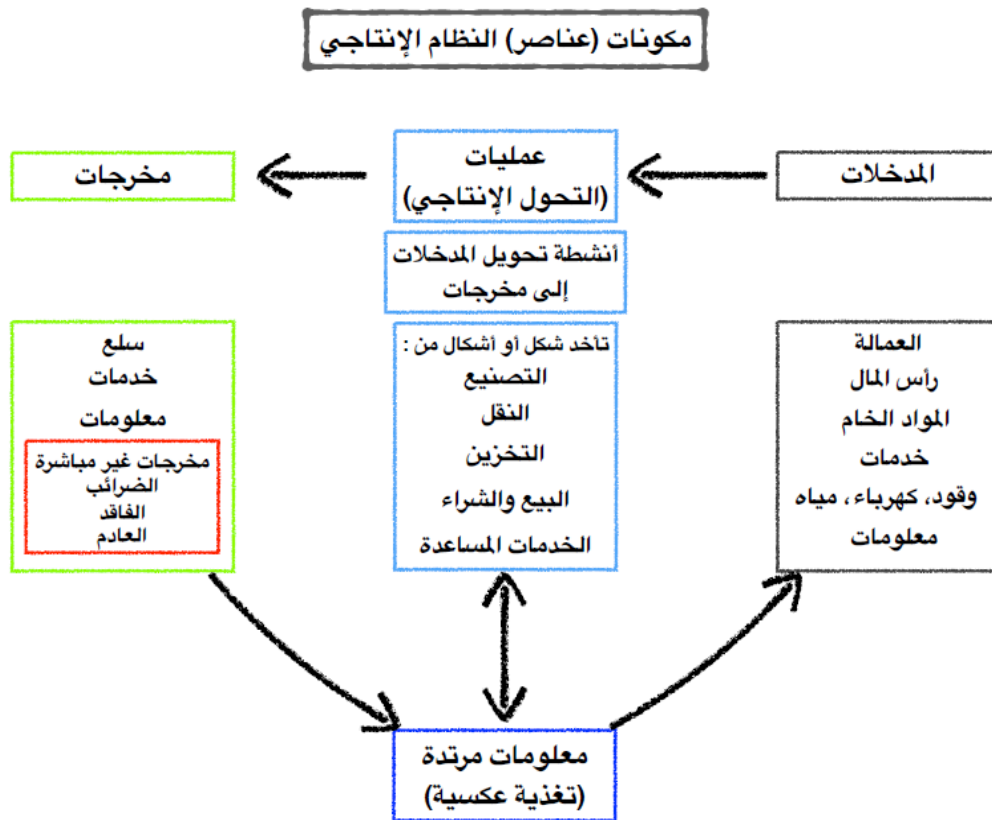 مكونات (عناصر) النظام الإنتاجي
المدخلات
عمليات
(التحول الإنتاجي)
مخرجات
أنشطة تحويل المدخلات
إلى مخرجات
العمالة
رأس المال
المواد الخام
خدمات
وقود، كهرباء ، مياه
معلومات
تأخد شكل أو أشكال من :
التصنيع
النقل
التخزين
البيع والشراء
الخدمات المساعدة
سلع
خدمات
معلومات
مخرجات غير مباشرة
الضرائب
الفاقد
العادم
معلومات مرتدة
(تغذية عكسية)